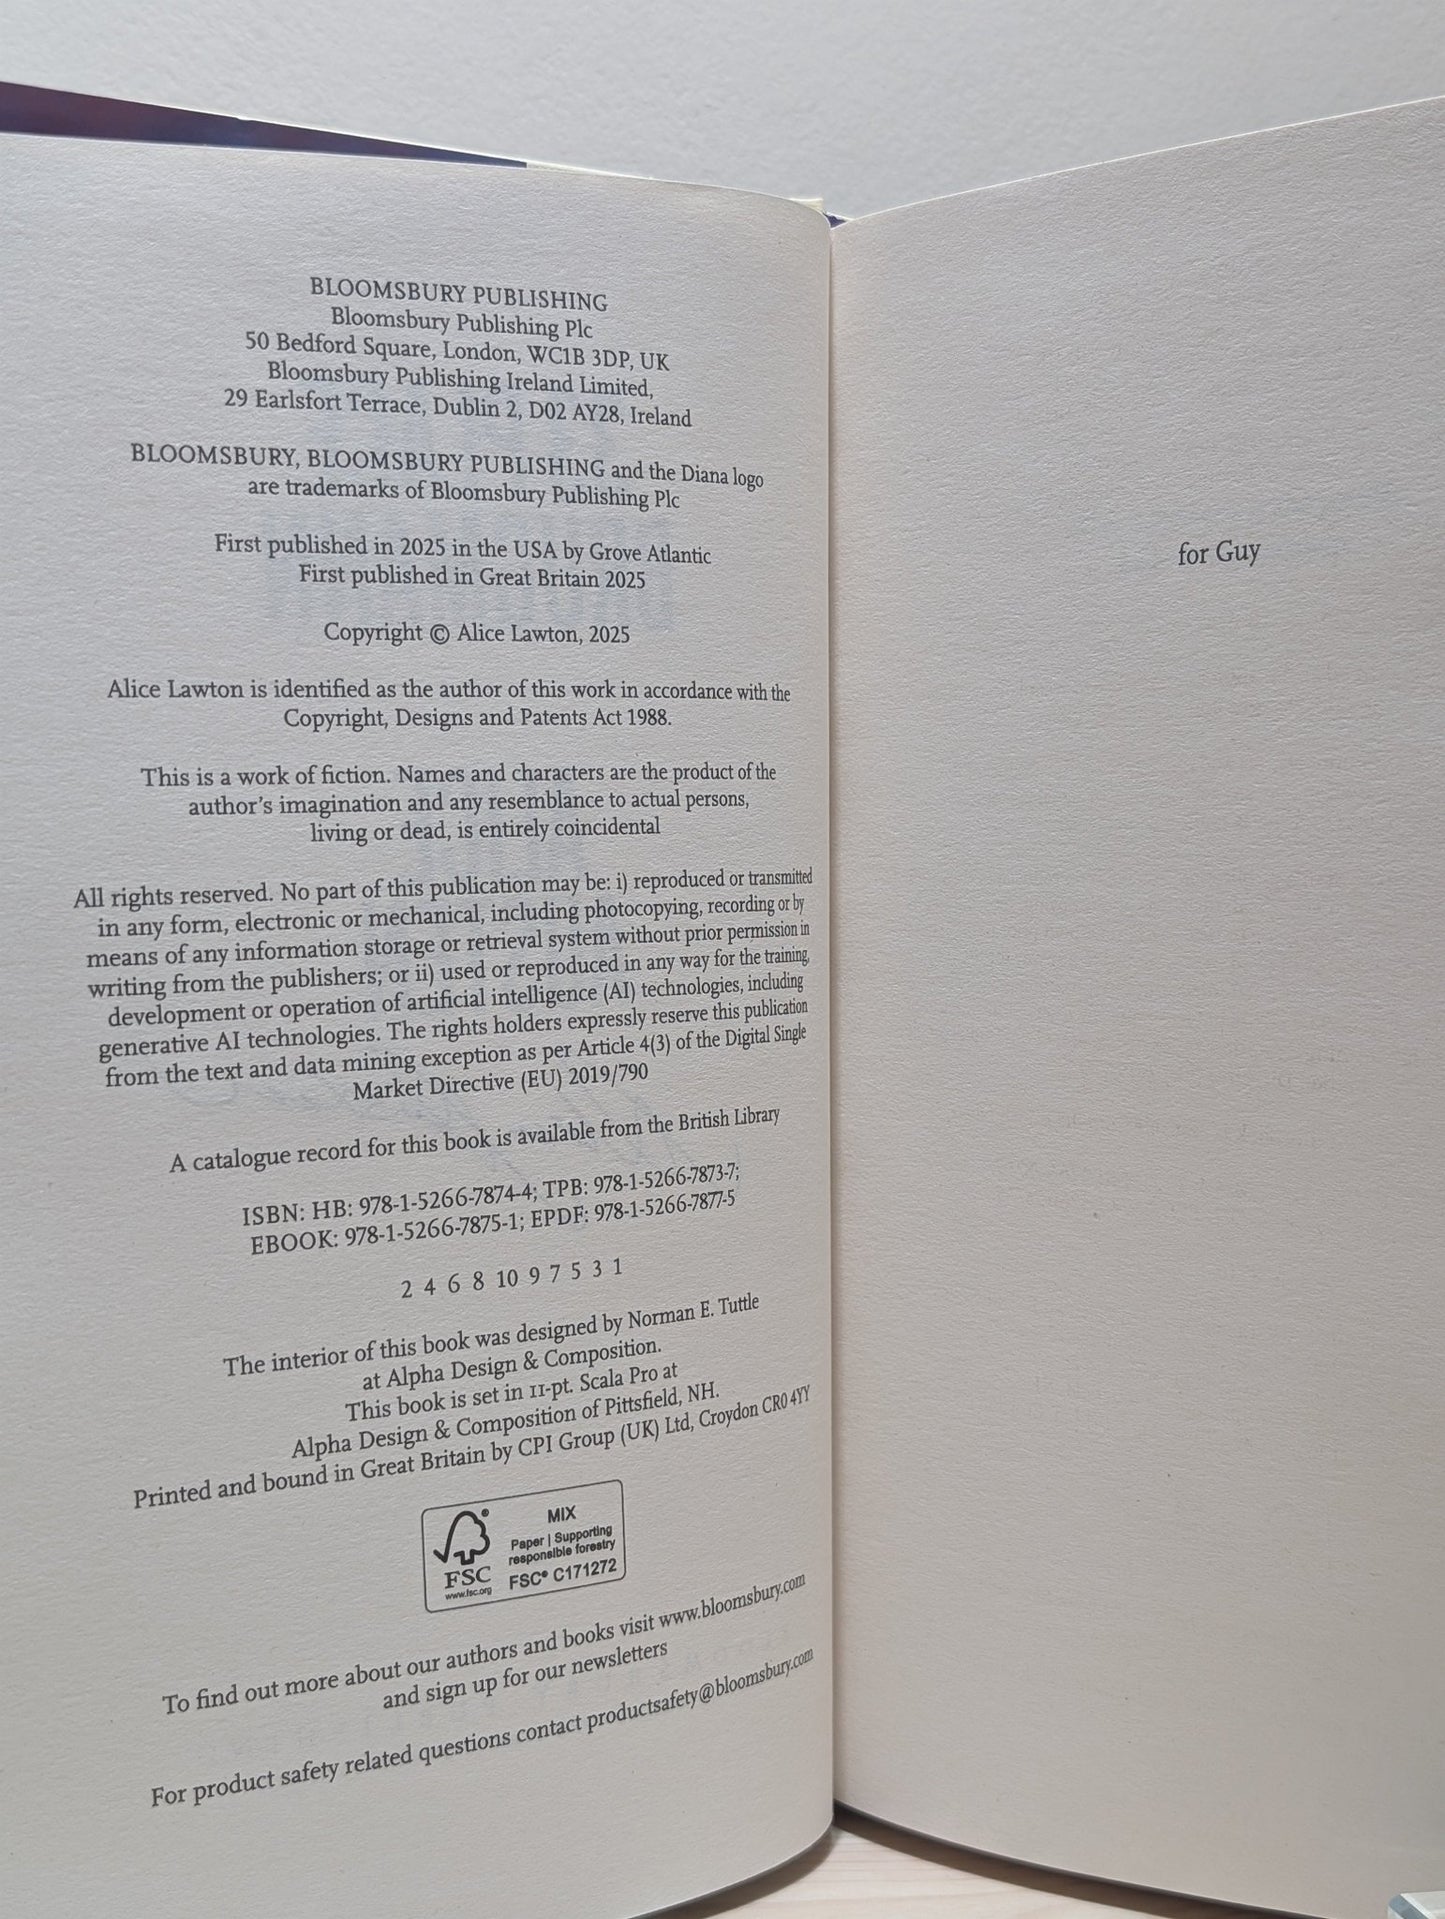 BLOOMSBURY PUBLISHING
Bloomsbury Publishing Plc
50 Bedford Square, London, WC1B 3DP, UK
Bloomsbury Publishing Ireland Limited,
29 Earlsfort Terrace, Dublin 2, D02 AY28, Ireland
BLOOMSBURY, BLOOMSBURY PUBLISHING and the Diana logo
are trademarks of Bloomsbury Publishing Plc
First published in 2025 in the USA by Grove Atlantic
First published in Great Britain 2025
Copyright © Alice Lawton, 2025
Alice Lawton is identified as the author of this work in accordance with the
Copyright, Designs and Patents Act 1988.
This is a work of fiction. Names and characters are the product of the
author's imagination and any resemblance to actual persons,
living or dead, is entirely coincidental
All rights reserved. No part of this publication may be: i) reproduced or transmitted
in any form, electronic or mechanical, including photocopying, recording or by
means of any information storage or retrieval system without prior permission in
writing from the publishers; or ii) used or reproduced in any way for the training,
development or operation of artificial intelligence (AI) technologies, including
generative AI technologies. The rights holders expressly reserve this publication
from the text and data mining exception as per Article 4(3) of the Digital Single
Market Directive (EU) 2019/790
A catalogue record for this book is available from the British Library
ISBN: HB: 978-1-5266-7874-4; TPB: 978-1-5266-7873-7;
EBOOK: 978-1-5266-7875-1; EPDF: 978-1-5266-7877-5
2 4 6 8 10 9 7 5 3 1
The interior of this book was designed by Norman E. Tuttle
at Alpha Design & Composition.
This book is set in 11-pt. Scala Pro at
Alpha Design & Composition of Pittsfield, NH.
Printed and bound in Great Britain by CPI Group (UK) Ltd, Croydon CR0 4YY
FSC
www.fsc.org
MIX
Paper | Supporting
responsible forestry
FSC® C171272
To find out more about our authors and books visit www.bloomsbury.com
and sign up for our newsletters
For product safety related questions contact productsafety@bloomsbury.com
for Guy